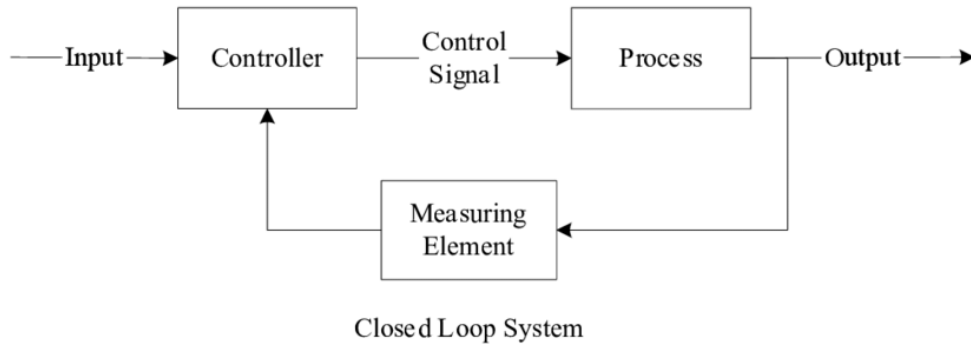 Input
Controller
Control
Signal
Process
Output
Measuring
Element
Closed Loop System